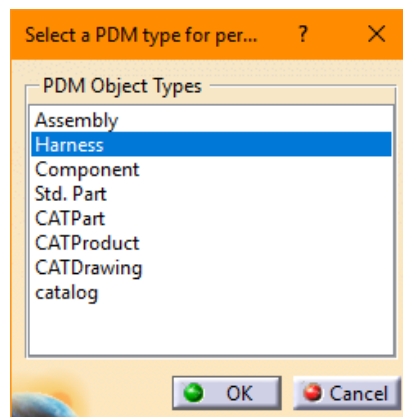 Select a PDM type for per... ?
PDM Object Types
Assembly
Harness
Component
Std. Part
CATPart
CATProduct
CATDrawing
catalog
OK Cancel